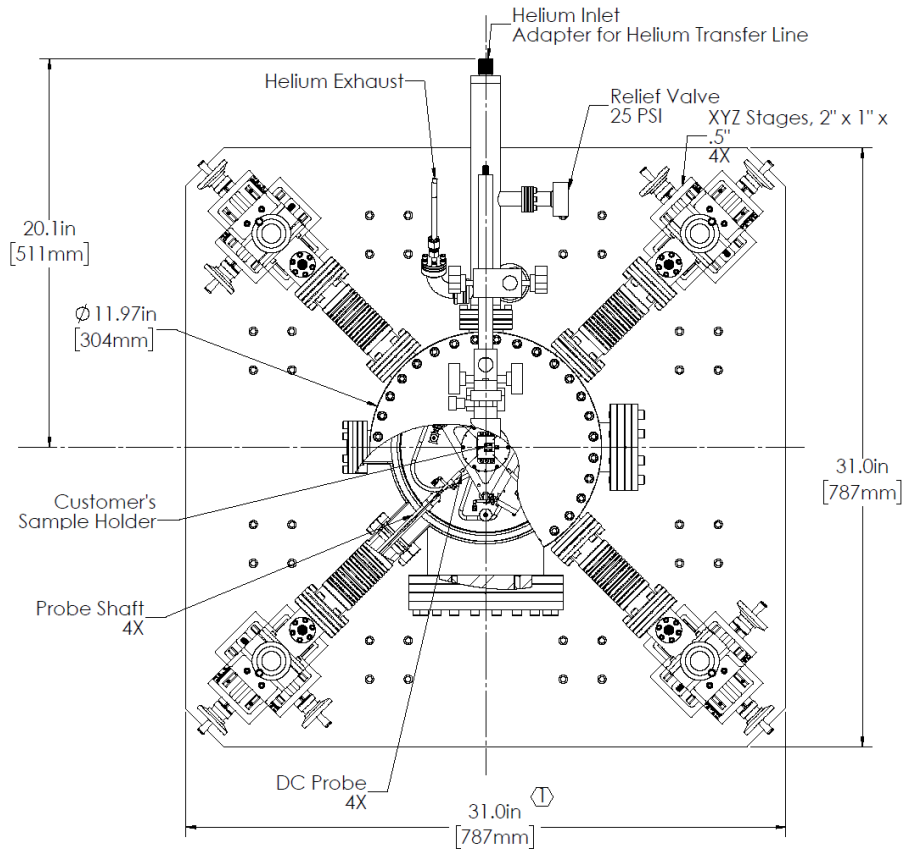 Helium Inlet
Adapter for Helium Transfer Line
Helium Exhaust
Relief Valve
25 PSI
XYZ Stages, 2" x 1" x
.5"
4X
20.1in
[511mm]
Ø11.97in
[304mm]
31.0in
[787mm]
Customer's
Sample Holder
Probe Shaft
4X
DC Probe
4X
T
31.0in
[787mm]